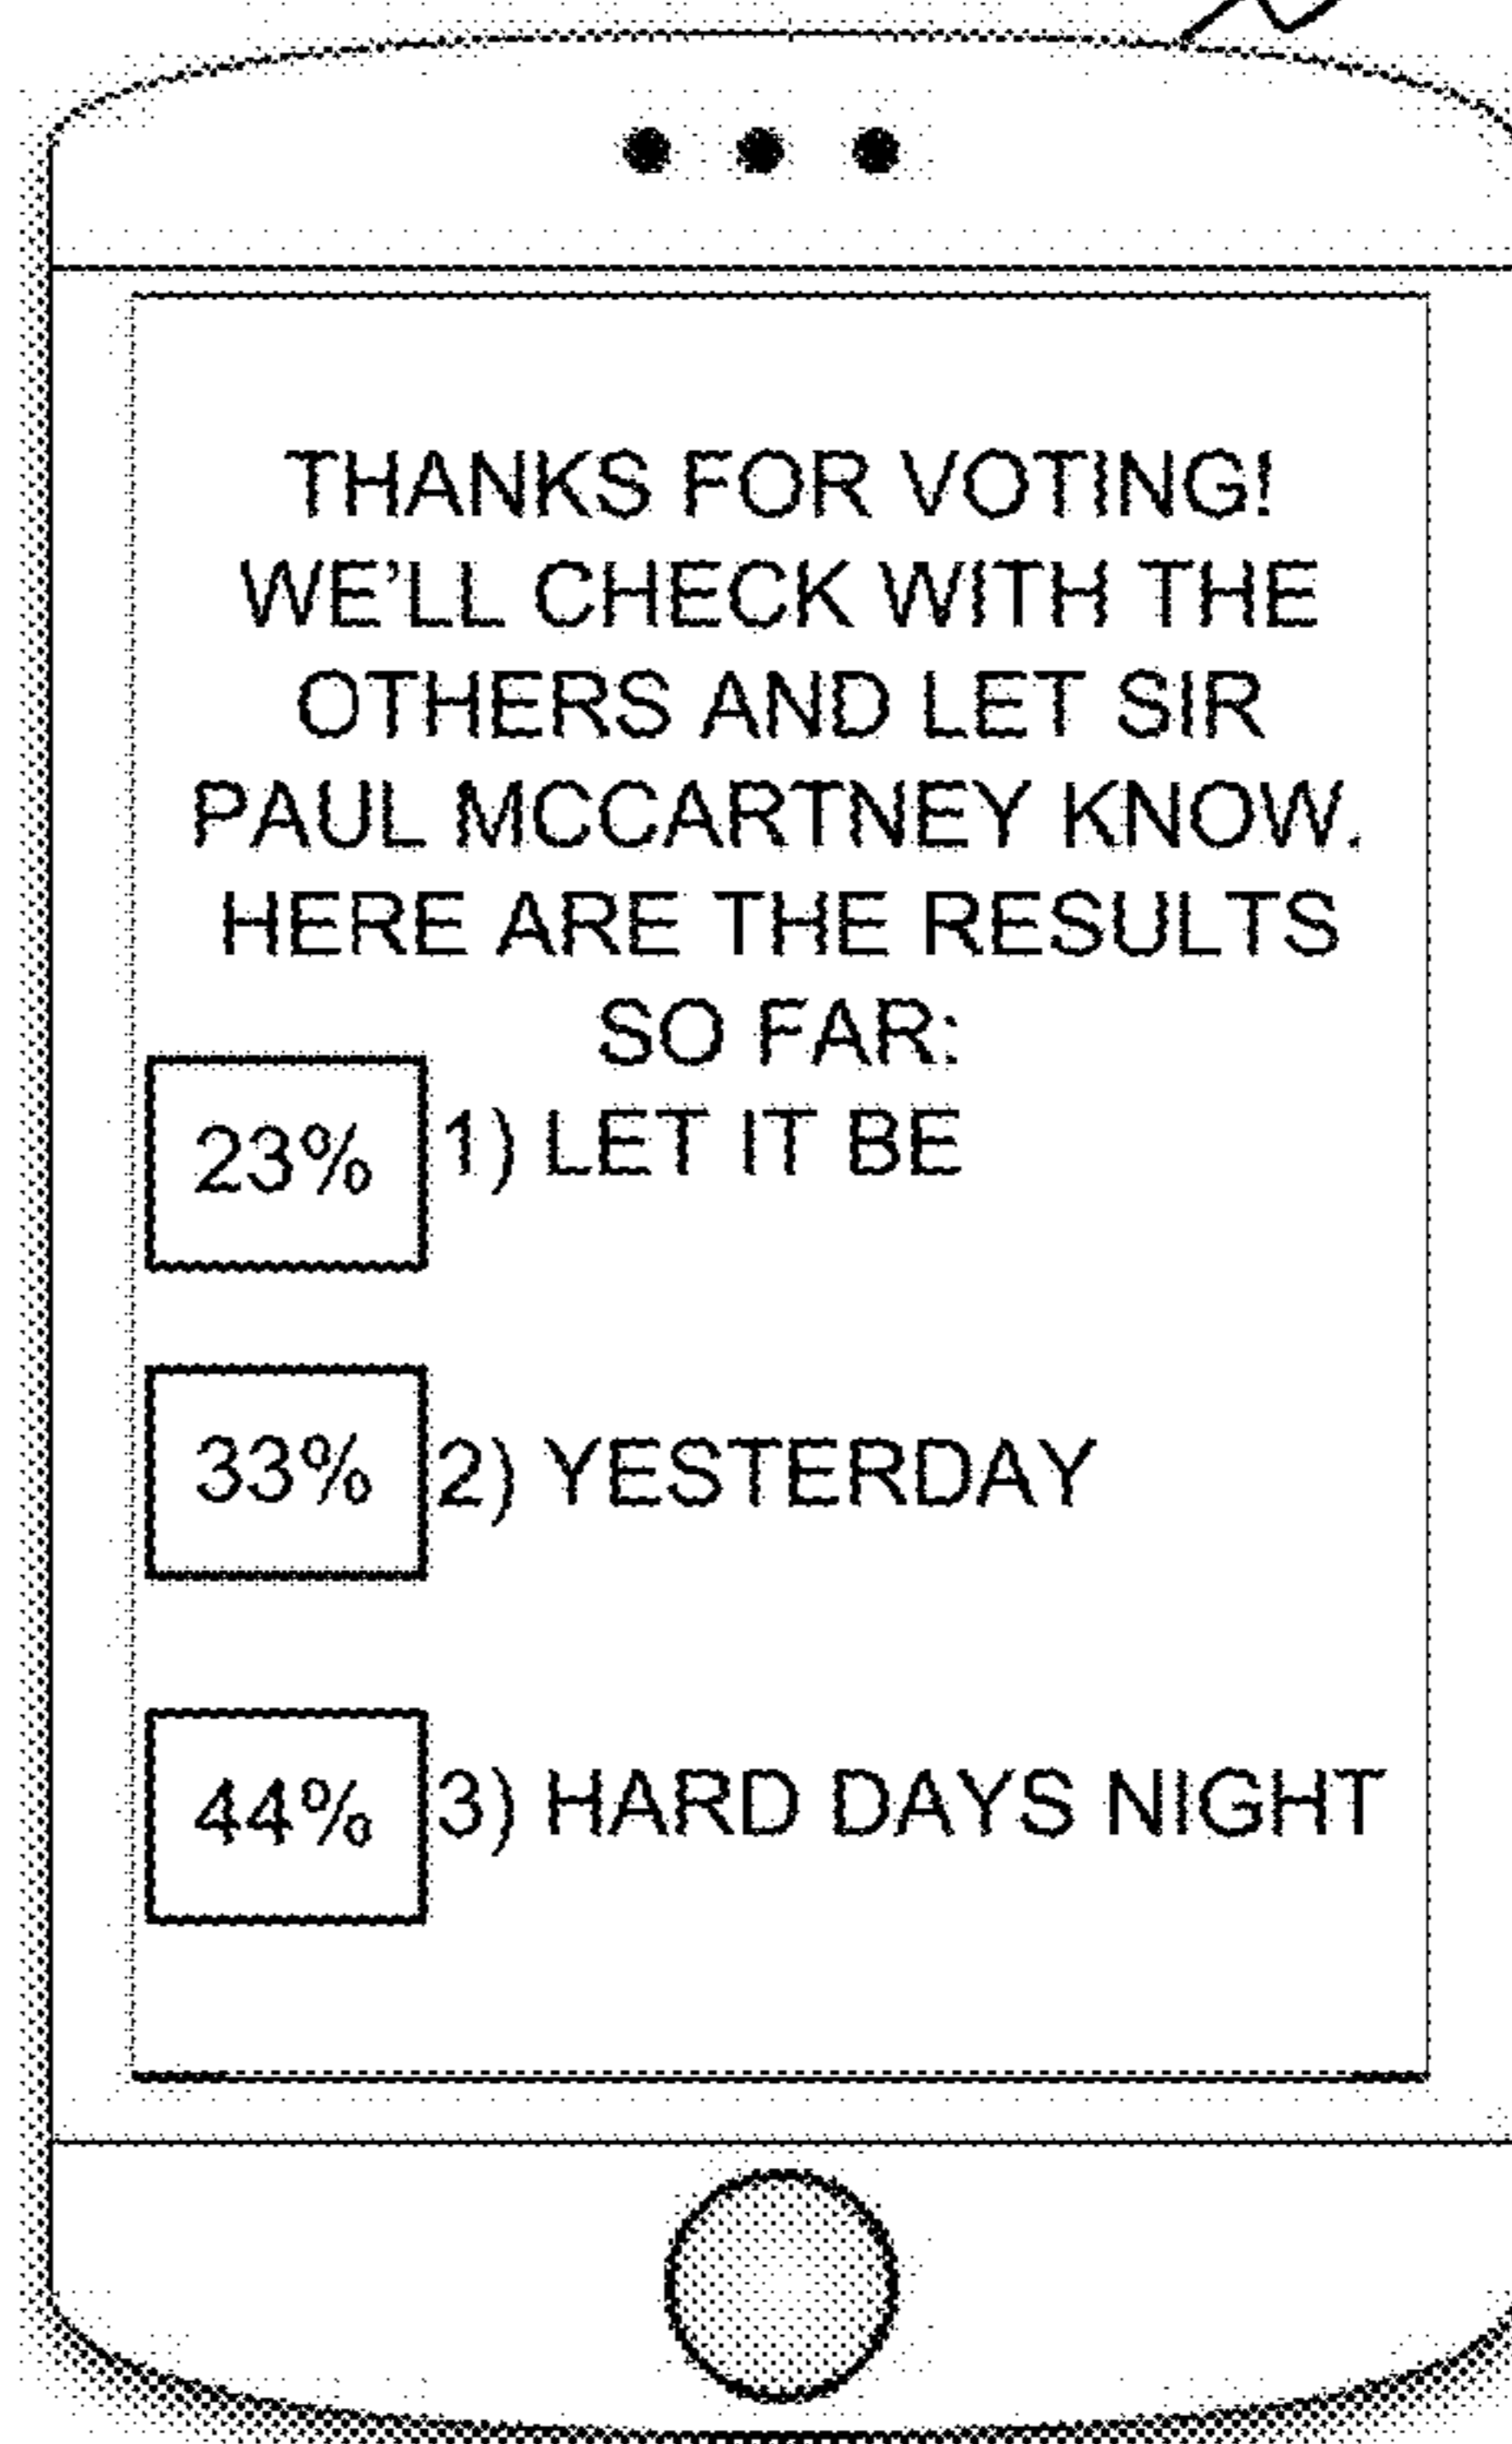 THANKS FOR VOTING!
WE'LL CHECK WITH THE
OTHERS AND LET SIR
PAUL MCCARTNEY KNOW.
HERE ARE THE RESULTS
SO FAR:
23% 1) LET IT BE
33% 2) YESTERDAY
44% 3) HARD DAYS NIGHT